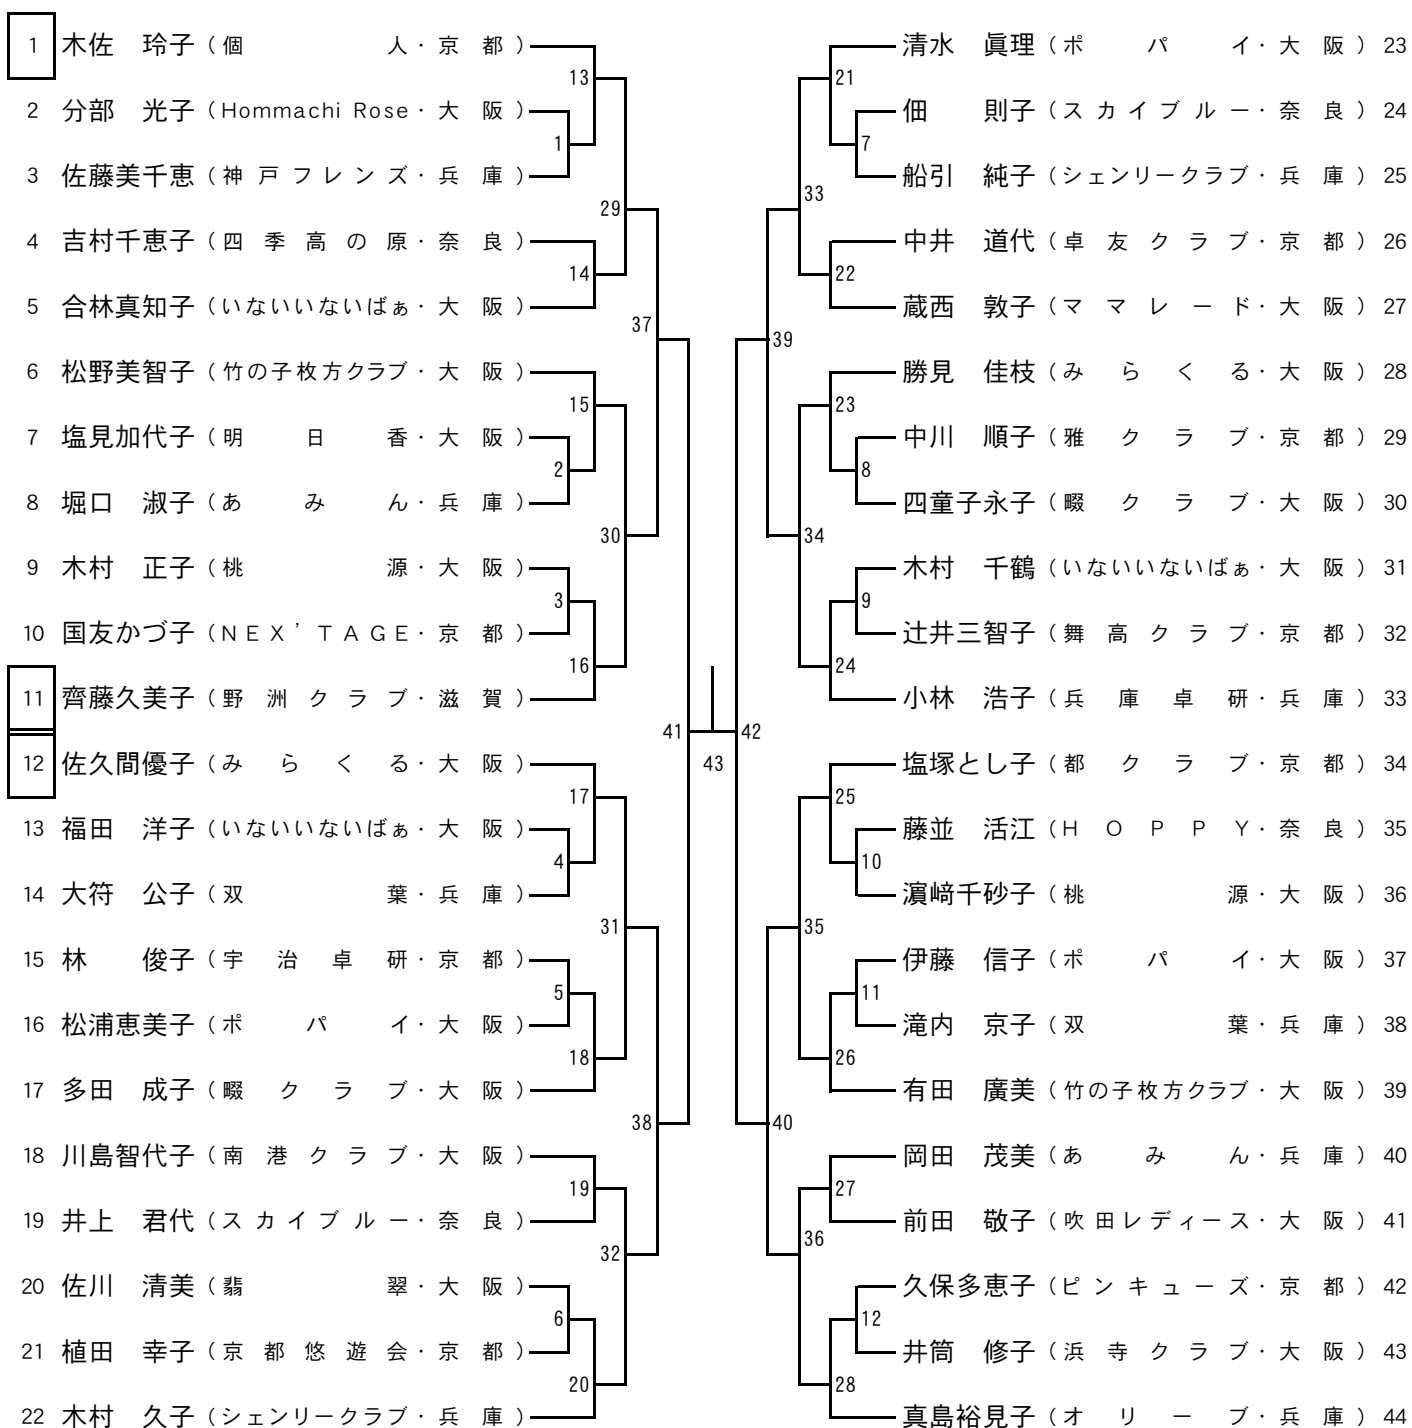 1 木佐 玲子 (個人・京都)
2 分部 光子 (Hommachi Rose・大阪)
3 佐藤美千恵 (神戸フレンズ・兵庫)
4 吉村千恵子 (四季高の原・奈良)
5 合林真知子 (いないいないばぁ・大阪)
6 松野美智子 (竹の子枚方クラブ・大阪)
7 塩見加代子 (明日香・大阪)
8 堀口 淑子 (あみん・兵庫)
9 木村 正子 (桃源・大阪)
10 国友かづ子 (NEX'TAGE・京都)
11 齊藤久美子 (野洲クラブ・滋賀)
12 佐久間優子 (みらくる・大阪)
13 福田 洋子 (いないいないばぁ・大阪)
14 大符 公子 (双葉・兵庫)
15 林 俊子 (宇治卓研・京都)
16 松浦恵美子 (ポパイ・大阪)
17 多田 成子 (畷クラブ・大阪)
18 川島智代子 (南港クラブ・大阪)
19 井上 君代 (スカイブルー・奈良)
20 佐川 清美 (翡翠・大阪)
21 植田 幸子 (京都悠遊会・京都)
22 木村 久子 (シェンリークラブ・兵庫)
13
1
29
14
37
15
2
30
3
16
41
17
4
31
5
18
38
19
32
6
20
43
21
7
33
22
39
23
8
34
9
24
42
25
10
35
11
26
40
27
36
12
28
清水 眞理 (ポパイ・大阪) 23
佃 則子 (スカイブルー・奈良) 24
船引 純子 (シェンリークラブ・兵庫) 25
中井 道代 (卓友クラブ・京都) 26
蔵西 敦子 (ママレード・大阪) 27
勝見 佳枝 (みらくる・大阪) 28
中川 順子 (雅クラブ・京都) 29
四童子永子 (畷クラブ・大阪) 30
木村 千鶴 (いないいないばぁ・大阪) 31
辻井三智子 (舞高クラブ・京都) 32
小林 浩子 (兵庫卓研・兵庫) 33
塩塚とし子 (都クラブ・京都) 34
藤並 活江 (HOPPY・奈良) 35
濵﨑千砂子 (桃源・大阪) 36
伊藤 信子 (ポパイ・大阪) 37
滝内 京子 (双葉・兵庫) 38
有田 廣美 (竹の子枚方クラブ・大阪) 39
岡田 茂美 (あみん・兵庫) 40
前田 敬子 (吹田レディース・大阪) 41
久保多恵子 (ピンキューズ・京都) 42
井筒 修子 (浜寺クラブ・大阪) 43
真島裕見子 (オリーブ・兵庫) 44